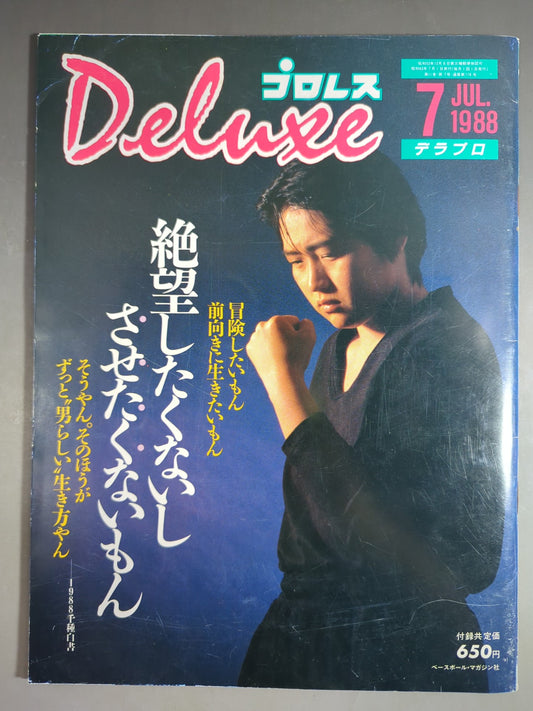 プロレス
Deluxe
7 JUL.
1988
デラプロ
冒険したいもん
前向きに生きたいもん
絶望したくないし
させたくないもん
そうやん。そのほうが
ずっと〝男らしい〟生き方やん
——1988千種白書
付録共定価
650円
ベースボール・マガジン社